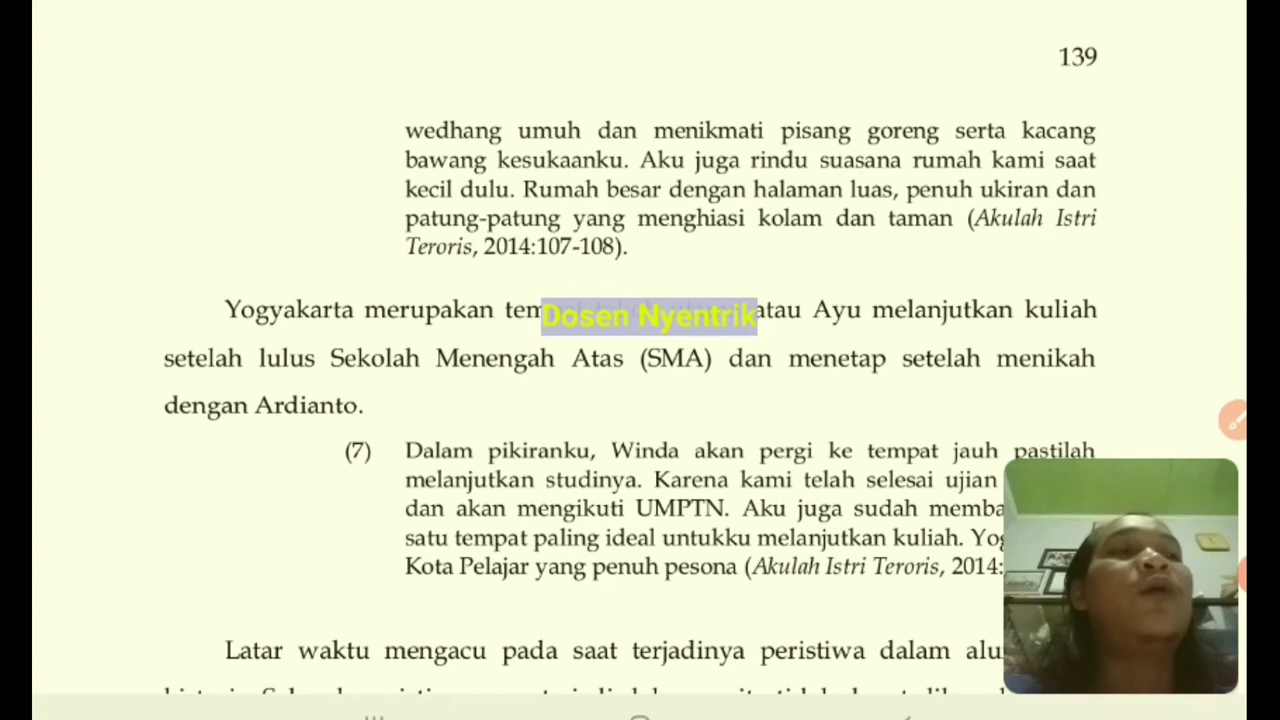 139
wedhang umuh dan menikmati pisang goreng serta kacang
bawang kesukaanku. Aku juga rindu suasana rumah kami saat
kecil dulu. Rumah besar dengan halaman luas, penuh ukiran dan
patung-patung yang menghiasi kolam dan taman (Akulah Istri
Teroris, 2014:107-108).
Yogyakarta merupakan atau Ayu melanjutkan kuliah
Dosen Nyentrik
setelah lulus Sekolah Menengah Atas (SMA) dan menetap setelah menikah
dengan Ardianto.
(7) Dalam pikiranku, Winda akan pergi ke tempat jauh pastilah
melanjutkan studinya. Karena kami telah selesai ujian
dan akan mengikuti UMPTN. Aku juga sudah
satu tempat paling ideal untukku melanjutkan kuliah.
Kota Pelajar yang penuh pesona (Akulah Istri Teroris, 2014:
Latar waktu mengacu pada saat terjadinya peristiwa dalam